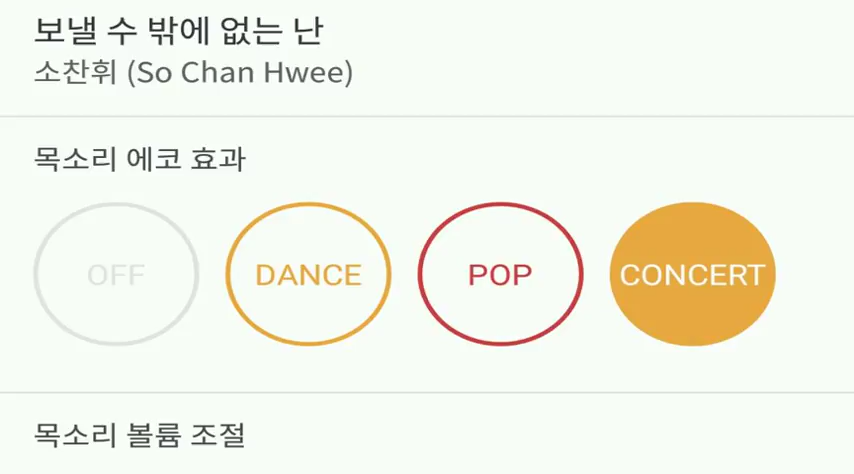 보낼 수 밖에 없는 난
소찬휘 (So Chan Hwee)
목소리 에코 효과
OFF DANCE POP CONCERT
목소리 볼륨 조절